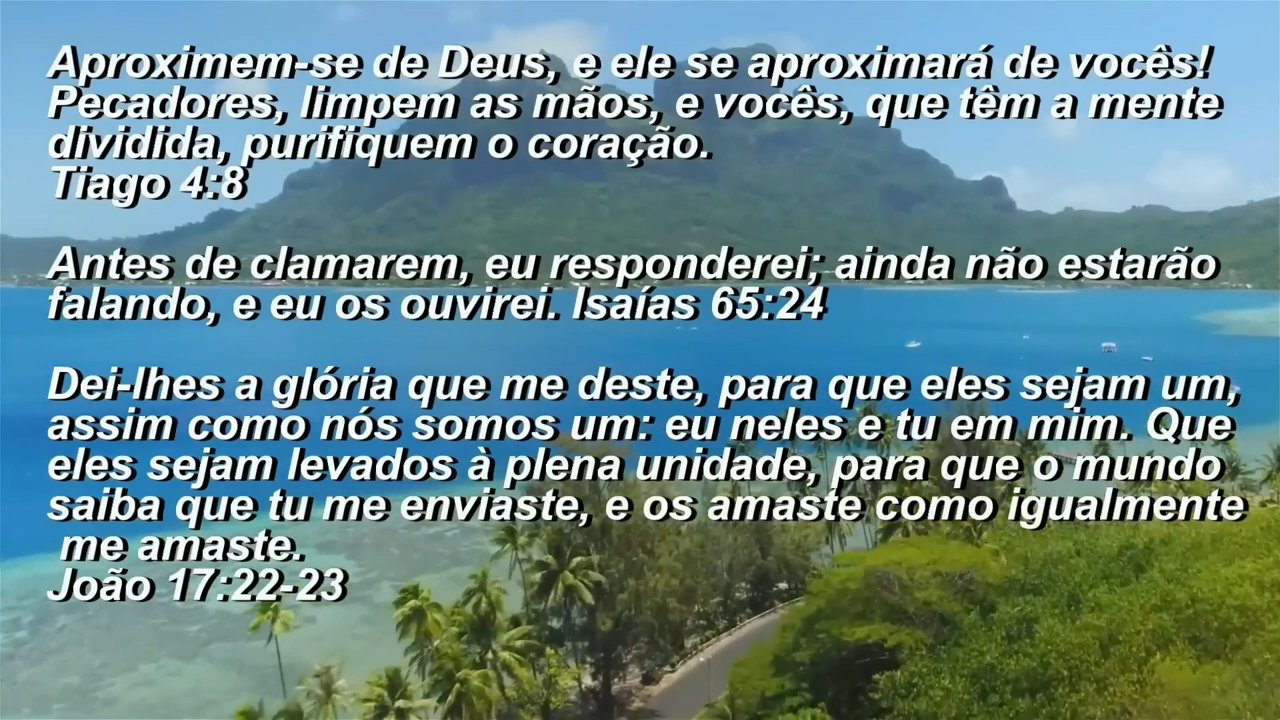 Aproximem-se de Deus, e ele se aproximará de vocês!
Pecadores, limpem as mãos, e vocês, que têm a mente
dividida, purifiquem o coração.
Tiago 4:8
Antes de clamarem, eu responderei; ainda não estarão
falando, e eu os ouvirei. Isaías 65:24
Dei-lhes a glória que me deste, para que eles sejam um,
assim como nós somos um: eu neles e tu em mim. Que
eles sejam levados à plena unidade, para que o mundo
saiba que tu me enviaste, e os amaste como igualmente
me amaste.
João 17:22-23